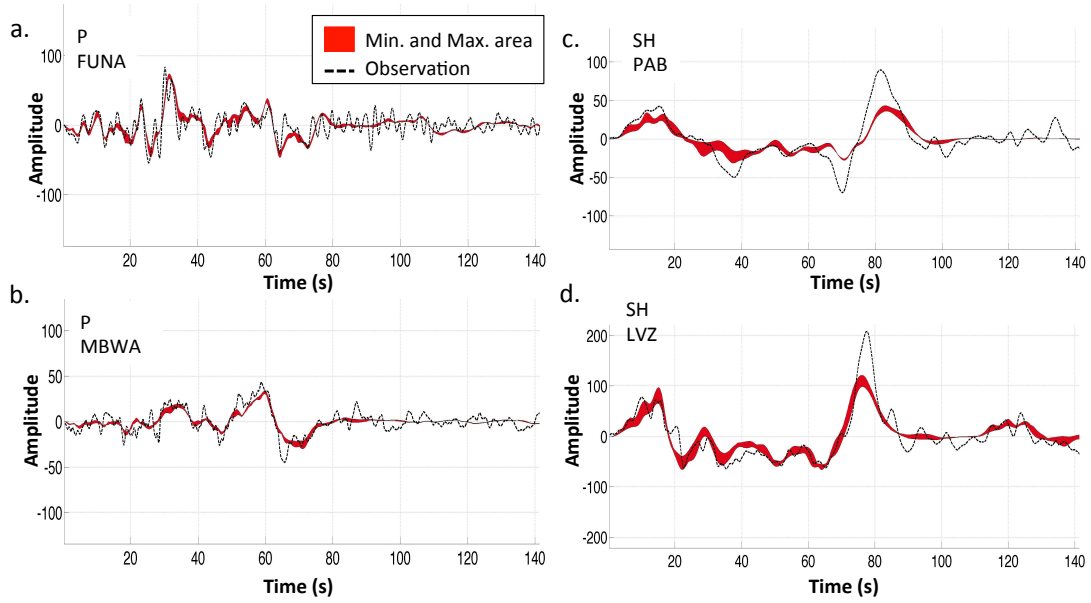 a.
P
FUNA
Min. and Max. area
Observation
100
0
-100
Amplitude
20 40 60 80 100 120 140
Time (s)
b.
P
MBWA
100
50
0
-50
-100
Amplitude
20 40 60 80 100 120 140
Time (s)
c.
SH
PAB
100
50
0
-50
-100
Amplitude
20 40 60 80 100 120 140
Time (s)
d.
SH
LVZ
200
100
0
-100
-200
Amplitude
20 40 60 80 100 120 140
Time (s)